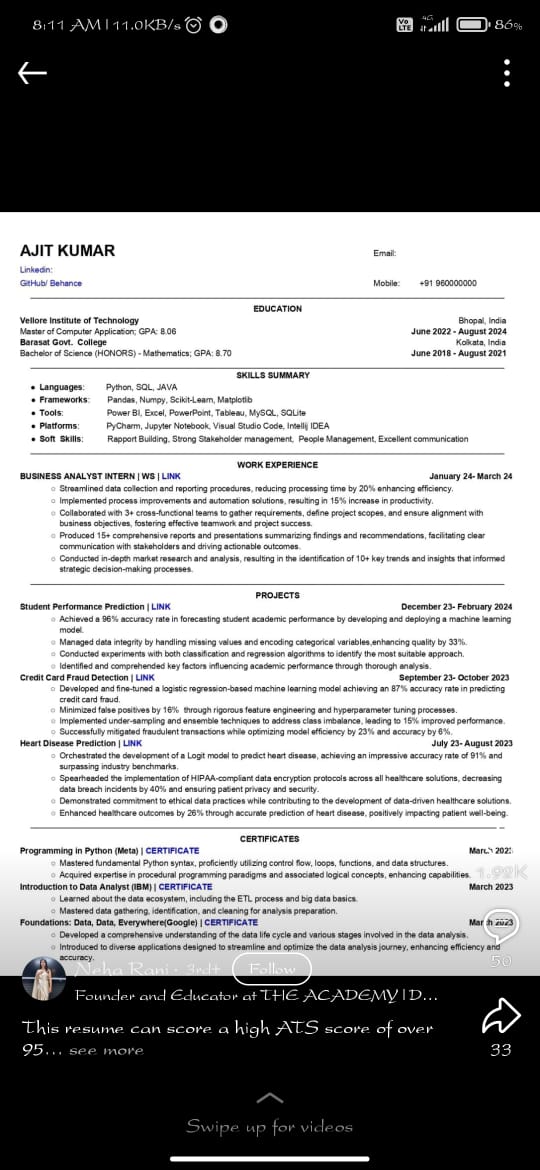 8:11 AM | 11.0KB/s
Vo LTE 4G 86%
AJIT KUMAR
Email:
Linkedin:
GitHub/ Behance
Mobile: +91 960000000
EDUCATION
Vellore Institute of Technology Bhopal, India
Master of Computer Application; GPA: 8.06 June 2022 - August 2024
Barasat Govt. College Kolkata, India
Bachelor of Science (HONORS) - Mathematics; GPA: 8.70 June 2018 - August 2021
SKILLS SUMMARY
• Languages: Python, SQL, JAVA
• Frameworks: Pandas, Numpy, Scikit-Learn, Matplotlib
• Tools: Power BI, Excel, PowerPoint, Tableau, MySQL, SQLite
• Platforms: PyCharm, Jupyter Notebook, Visual Studio Code, Intellij IDEA
• Soft Skills: Rapport Building, Strong Stakeholder management, People Management, Excellent communication
WORK EXPERIENCE
BUSINESS ANALYST INTERN | WS | LINK January 24- March 24
○ Streamlined data collection and reporting procedures, reducing processing time by 20% enhancing efficiency.
○ Implemented process improvements and automation solutions, resulting in 15% increase in productivity.
○ Collaborated with 3+ cross-functional teams to gather requirements, define project scopes, and ensure alignment with
business objectives, fostering effective teamwork and project success.
○ Produced 15+ comprehensive reports and presentations summarizing findings and recommendations, facilitating clear
communication with stakeholders and driving actionable outcomes.
○ Conducted in-depth market research and analysis, resulting in the identification of 10+ key trends and insights that informed
strategic decision-making processes.
PROJECTS
Student Performance Prediction | LINK December 23- February 2024
○ Achieved a 96% accuracy rate in forecasting student academic performance by developing and deploying a machine learning
model.
○ Managed data integrity by handling missing values and encoding categorical variables,enhancing quality by 33%.
○ Conducted experiments with both classification and regression algorithms to identify the most suitable approach.
○ Identified and comprehended key factors influencing academic performance through thorough analysis.
Credit Card Fraud Detection | LINK September 23- October 2023
○ Developed and fine-tuned a logistic regression-based machine learning model achieving an 87% accuracy rate in predicting
credit card fraud.
○ Minimized false positives by 16% through rigorous feature engineering and hyperparameter tuning processes.
○ Implemented under-sampling and ensemble techniques to address class imbalance, leading to 15% improved performance.
○ Successfully mitigated fraudulent transactions while optimizing model efficiency by 23% and accuracy by 6%.
Heart Disease Prediction | LINK July 23- August 2023
○ Orchestrated the development of a Logit model to predict heart disease, achieving an impressive accuracy rate of 91% and
surpassing industry benchmarks.
○ Spearheaded the implementation of HIPAA-compliant data encryption protocols across all healthcare solutions, decreasing
data breach incidents by 40% and ensuring patient privacy and security.
○ Demonstrated commitment to ethical data practices while contributing to the development of data-driven healthcare solutions.
○ Enhanced healthcare outcomes by 26% through accurate prediction of heart disease, positively impacting patient well-being.
CERTIFICATES
Programming in Python (Meta) | CERTIFICATE
○ Mastered fundamental Python syntax, proficiently utilizing control flow, loops, functions, and data structures.
○ Acquired expertise in procedural programming paradigms and associated logical concepts, enhancing capabilities.
1.92K
Introduction to Data Analyst (IBM) | CERTIFICATE March 2023
○ Learned about the data ecosystem, including the ETL process and big data basics.
○ Mastered data gathering, identification, and cleaning for analysis preparation.
Foundations: Data, Data, Everywhere(Google) | CERTIFICATE March 2023
○ Developed a comprehensive understanding of the data life cycle and various stages involved in the data analysis.
○ Introduced to diverse applications designed to streamline and optimize the data analysis journey, enhancing efficiency and
accuracy.
50
Neha Rani • 3rd+ Follow
Founder and Educator at THE ACADEMY | D...
This resume can score a high ATS score of over
95... see more
33
Swipe up for videos